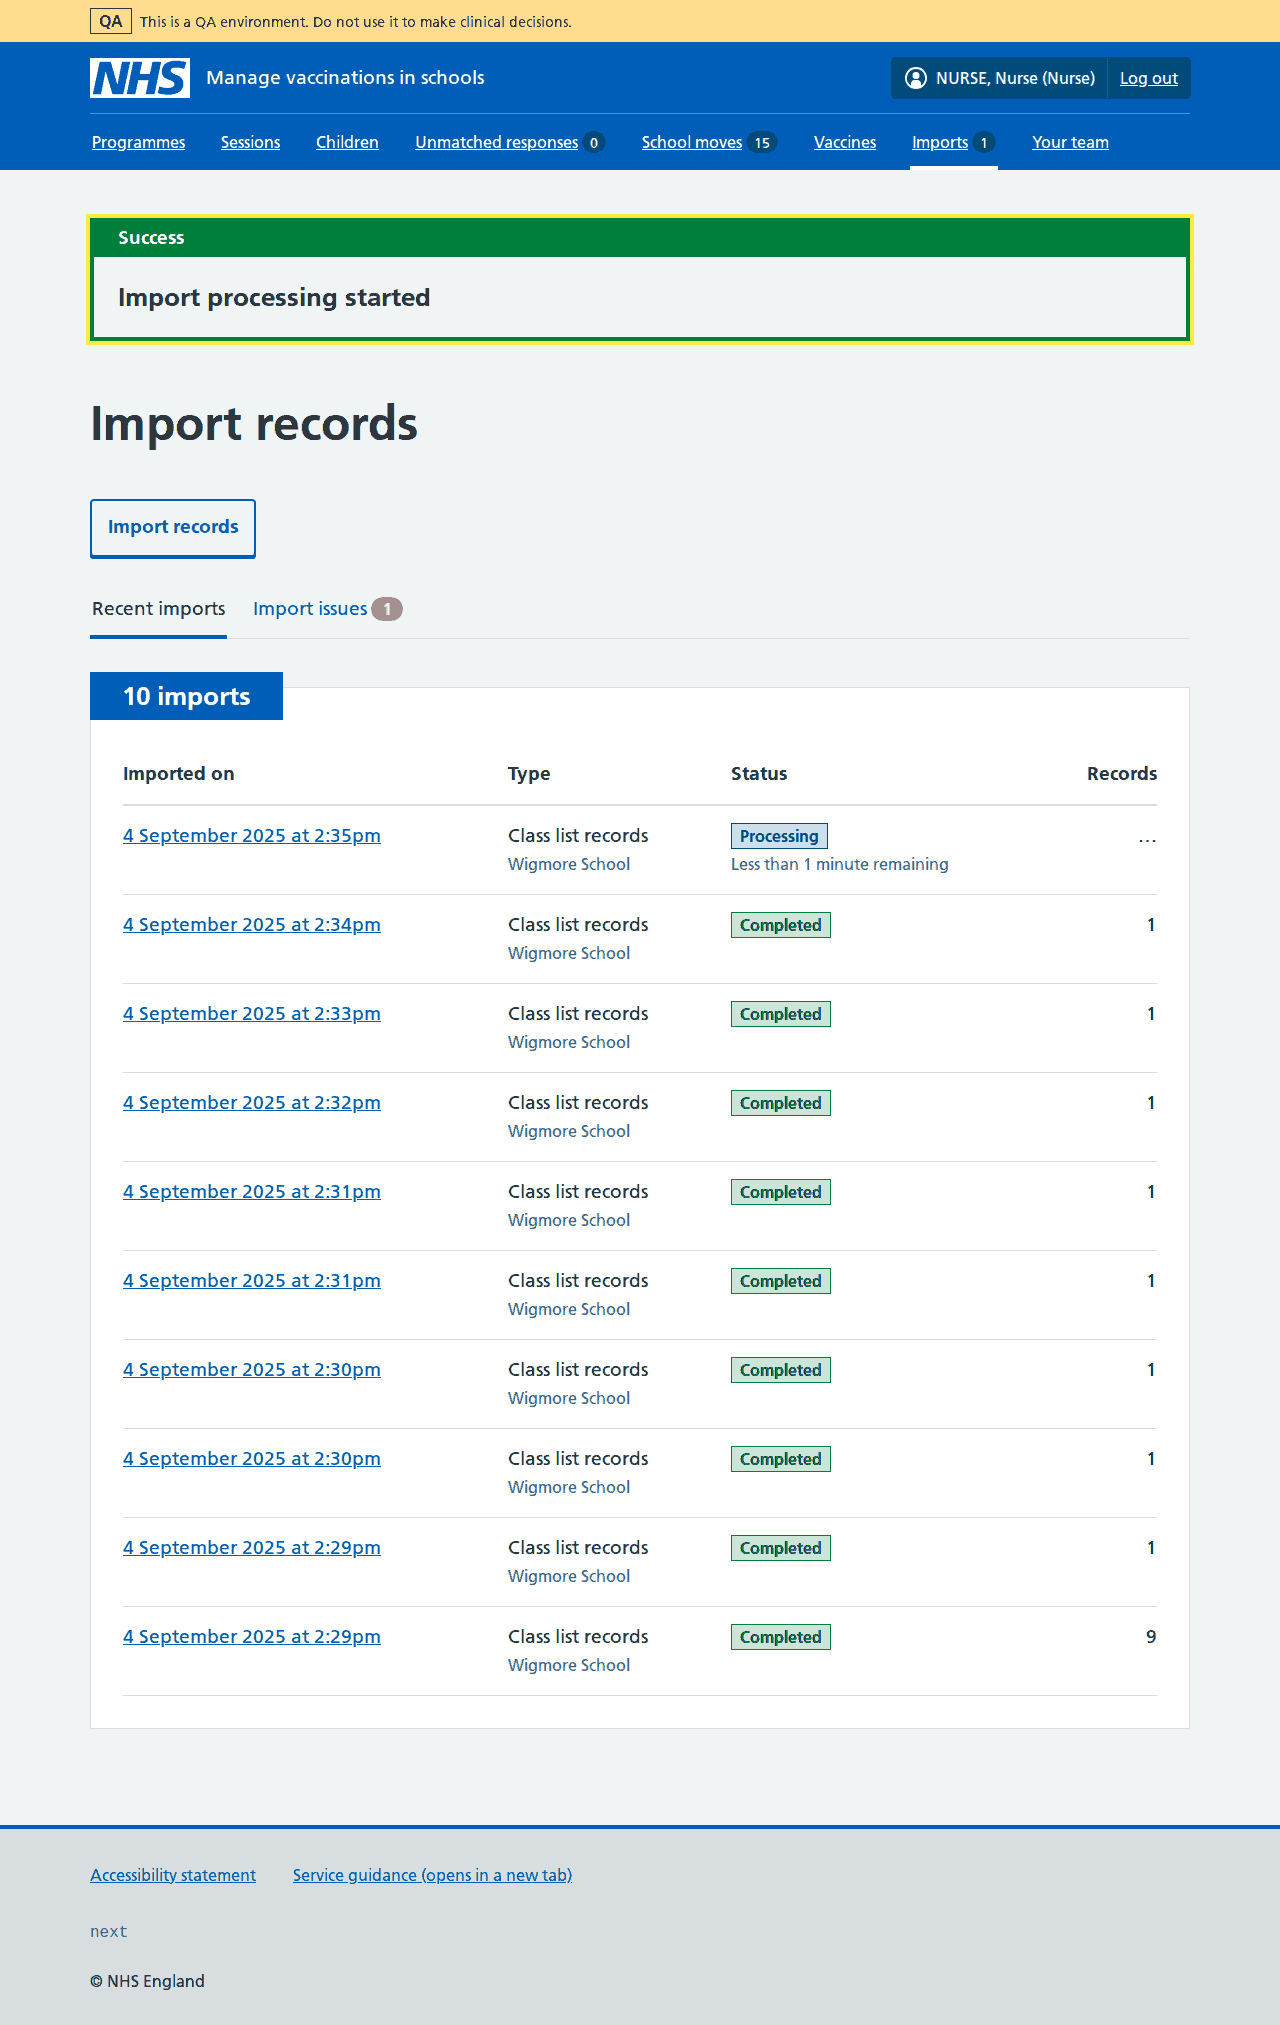 QA This is a QA environment. Do not use it to make clinical decisions.
NHS Manage vaccinations in schools NURSE, Nurse (Nurse) Log out
Programmes Sessions Children Unmatched responses 0 School moves 15 Vaccines Imports 1 Your team
Success
Import processing started
Import records
Import records
Recent imports Import issues 1
10 imports
Imported on Type Status Records
4 September 2025 at 2:35pm Class list records Processing ...
Wigmore School Less than 1 minute remaining
4 September 2025 at 2:34pm Class list records Completed 1
Wigmore School
4 September 2025 at 2:33pm Class list records Completed 1
Wigmore School
4 September 2025 at 2:32pm Class list records Completed 1
Wigmore School
4 September 2025 at 2:31pm Class list records Completed 1
Wigmore School
4 September 2025 at 2:31pm Class list records Completed 1
Wigmore School
4 September 2025 at 2:30pm Class list records Completed 1
Wigmore School
4 September 2025 at 2:30pm Class list records Completed 1
Wigmore School
4 September 2025 at 2:29pm Class list records Completed 1
Wigmore School
4 September 2025 at 2:29pm Class list records Completed 9
Wigmore School
Accessibility statement Service guidance (opens in a new tab)
next
© NHS England